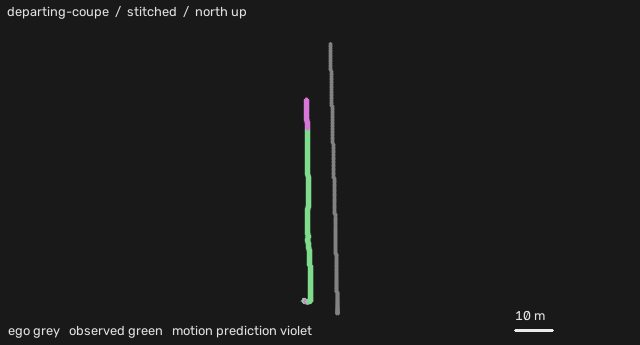 departing-coupe / stitched / north up
10 m
ego grey observed green motion prediction violet